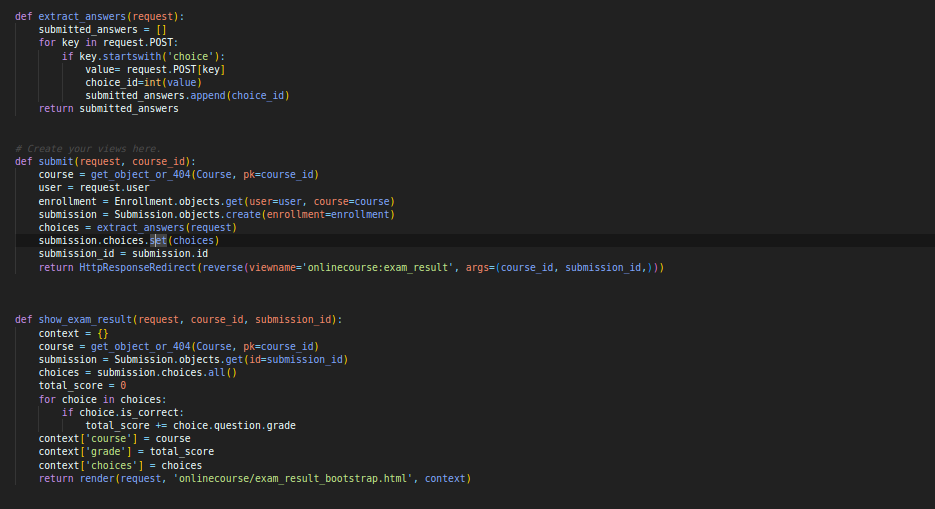 def extract_answers(request):
    submitted_answers = []
    for key in request.POST:
        if key.startswith('choice'):
            value= request.POST[key]
            choice_id=int(value)
            submitted_answers.append(choice_id)
    return submitted_answers
# Create your views here.
def submit(request, course_id):
    course = get_object_or_404(Course, pk=course_id)
    user = request.user
    enrollment = Enrollment.objects.get(user=user, course=course)
    submission = Submission.objects.create(enrollment=enrollment)
    choices = extract_answers(request)
    submission.choices.set(choices)
    submission_id = submission.id
    return HttpResponseRedirect(reverse(viewname='onlinecourse:exam_result', args=(course_id, submission_id,)))
def show_exam_result(request, course_id, submission_id):
    context = {}
    course = get_object_or_404(Course, pk=course_id)
    submission = Submission.objects.get(id=submission_id)
    choices = submission.choices.all()
    total_score = 0
    for choice in choices:
        if choice.is_correct:
            total_score += choice.question.grade
    context['course'] = course
    context['grade'] = total_score
    context['choices'] = choices
    return render(request, 'onlinecourse/exam_result_bootstrap.html', context)